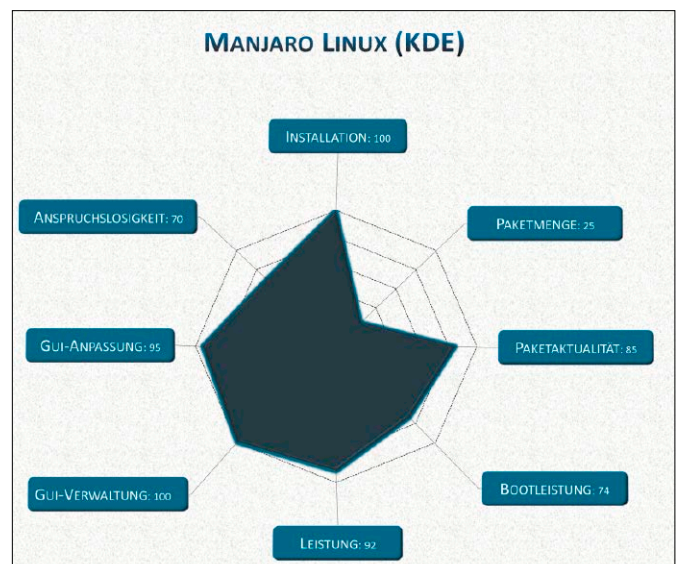 Manjaro Linux (KDE)
Installation: 100
Anspruchslosigkeit: 70
Paketmenge: 25
Gui-Anpassung: 95
Paketaktualität: 85
Gui-Verwaltung: 100
Bootleistung: 74
Leistung: 92